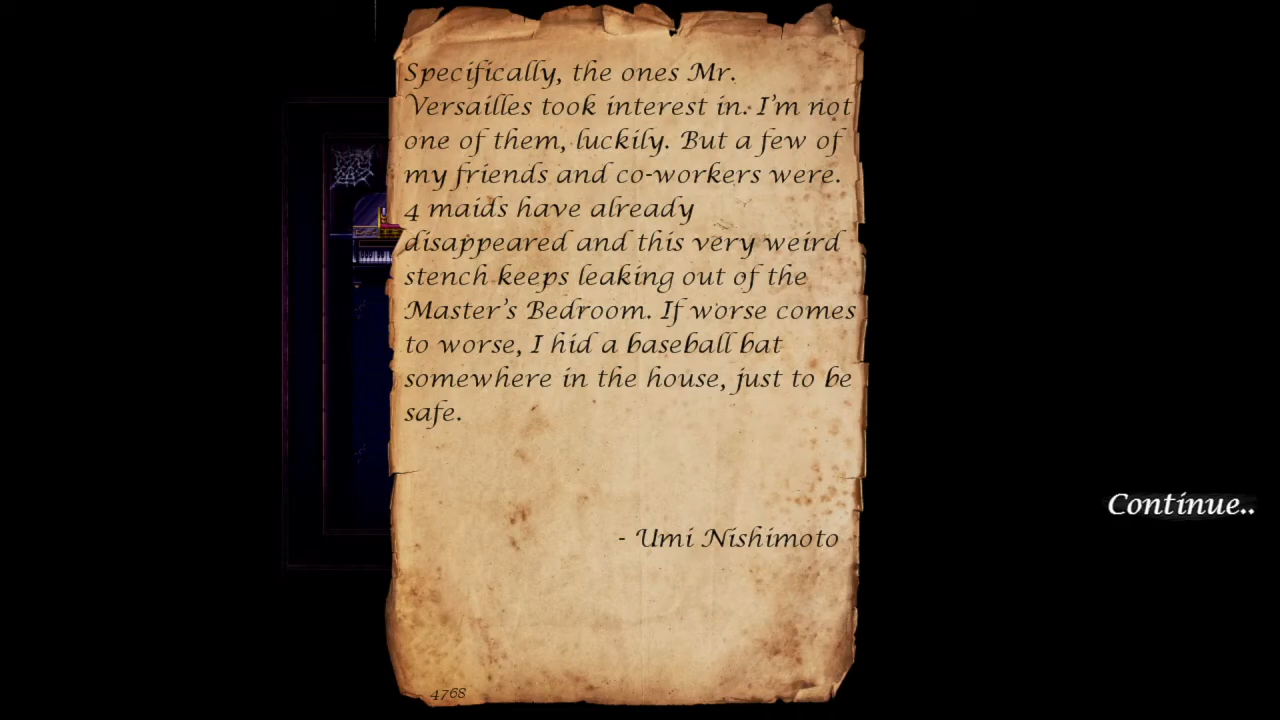 Specifically, the ones Mr.
Versailles took interest in. I'm not
one of them, luckily. But a few of
my friends and co-workers were.
4 maids have already
disappeared and this very weird
stench keeps leaking out of the
Master's Bedroom. If worse comes
to worse, I hid a baseball bat
somewhere in the house, just to be
safe.
- Umi Nishimoto
Continue..
4768